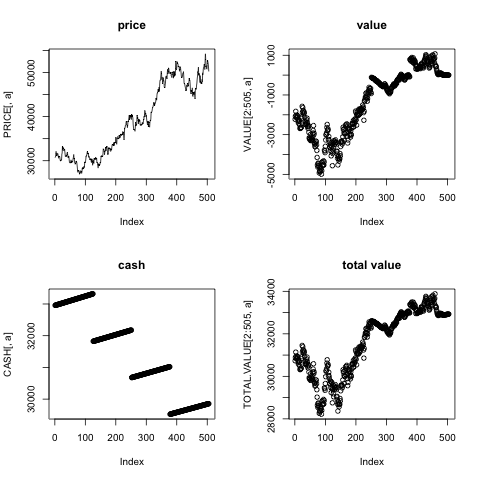 price
PRICE[, a]
30000 40000 50000
0 100 200 300 400 500
Index
value
VALUE[2:505, a]
-5000 -3000 -1000 1000
0 100 200 300 400 500
Index
cash
CASH[, a]
30000 32000
0 100 200 300 400 500
Index
total value
TOTAL.VALUE[2:505, a]
28000 30000 32000 34000
0 100 200 300 400 500
Index